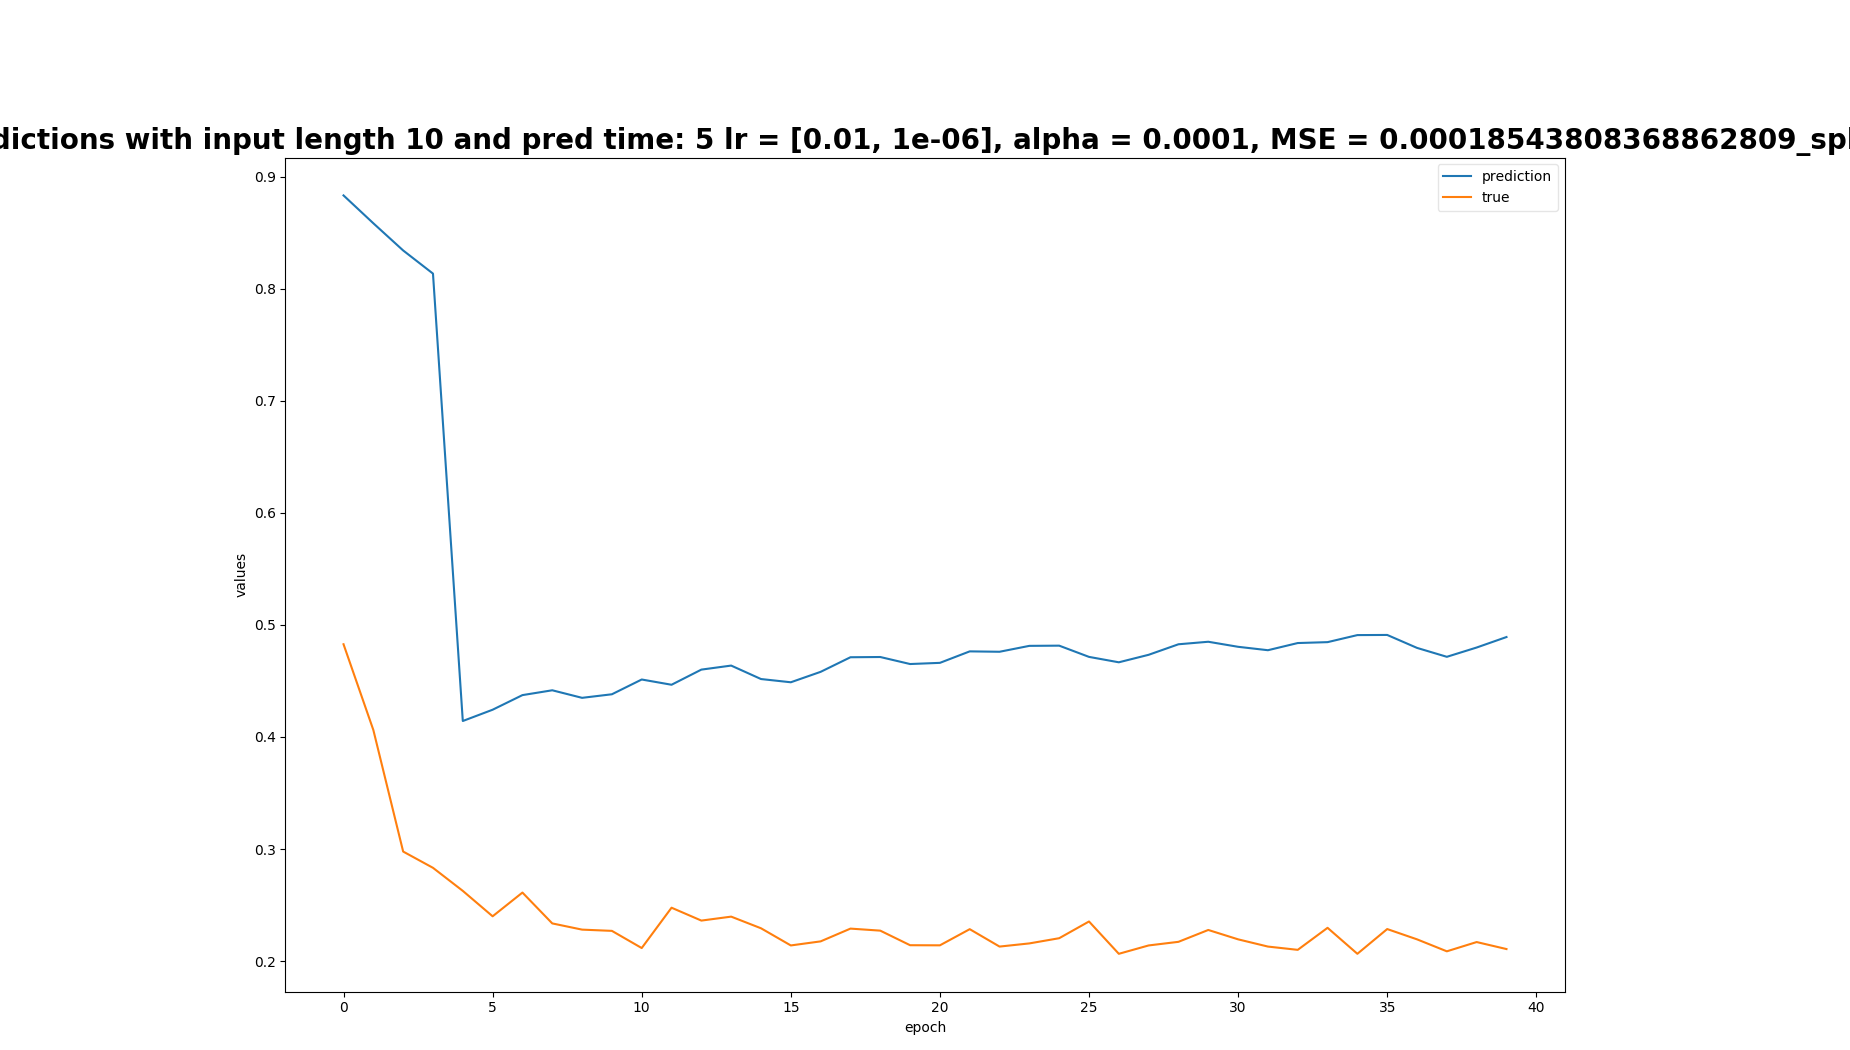 dictions with input length 10 and pred time: 5 lr = [0.01, 1e-06], alpha = 0.0001, MSE = 0.00018543808368862809_spl
prediction
true
0.9
0.8
0.7
0.6
0.5
0.4
0.3
0.2
values
0 5 10 15 20 25 30 35 40
epoch